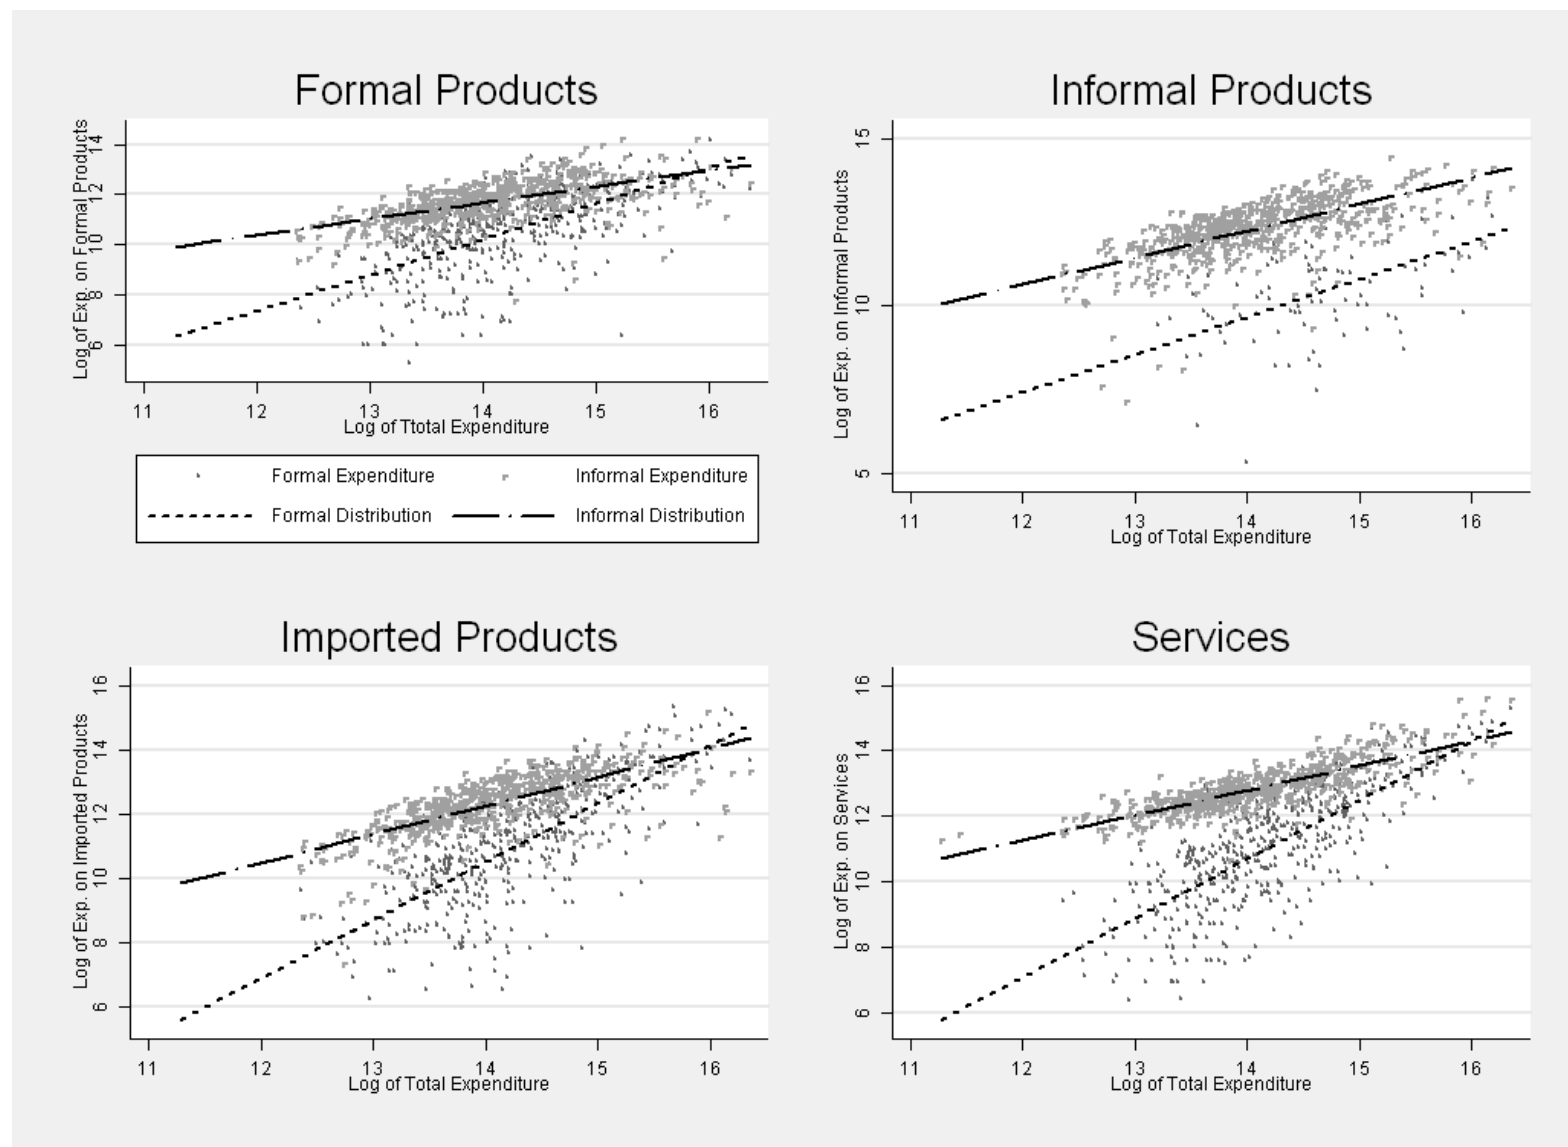 Formal Products
Log of Exp. on Formal Products
14
12
10
8
6
11 12 13 14 15 16
Log of Ttotal Expenditure
Formal Expenditure Informal Expenditure
Formal Distribution Informal Distribution
Informal Products
Log of Exp. on Informal Products
15
10
5
11 12 13 14 15 16
Log of Total Expenditure
Imported Products
Log of Exp. on Imported Products
16
14
12
10
8
6
11 12 13 14 15 16
Log of Total Expenditure
Services
Log of Exp. on Services
16
14
12
10
8
6
11 12 13 14 15 16
Log of Total Expenditure